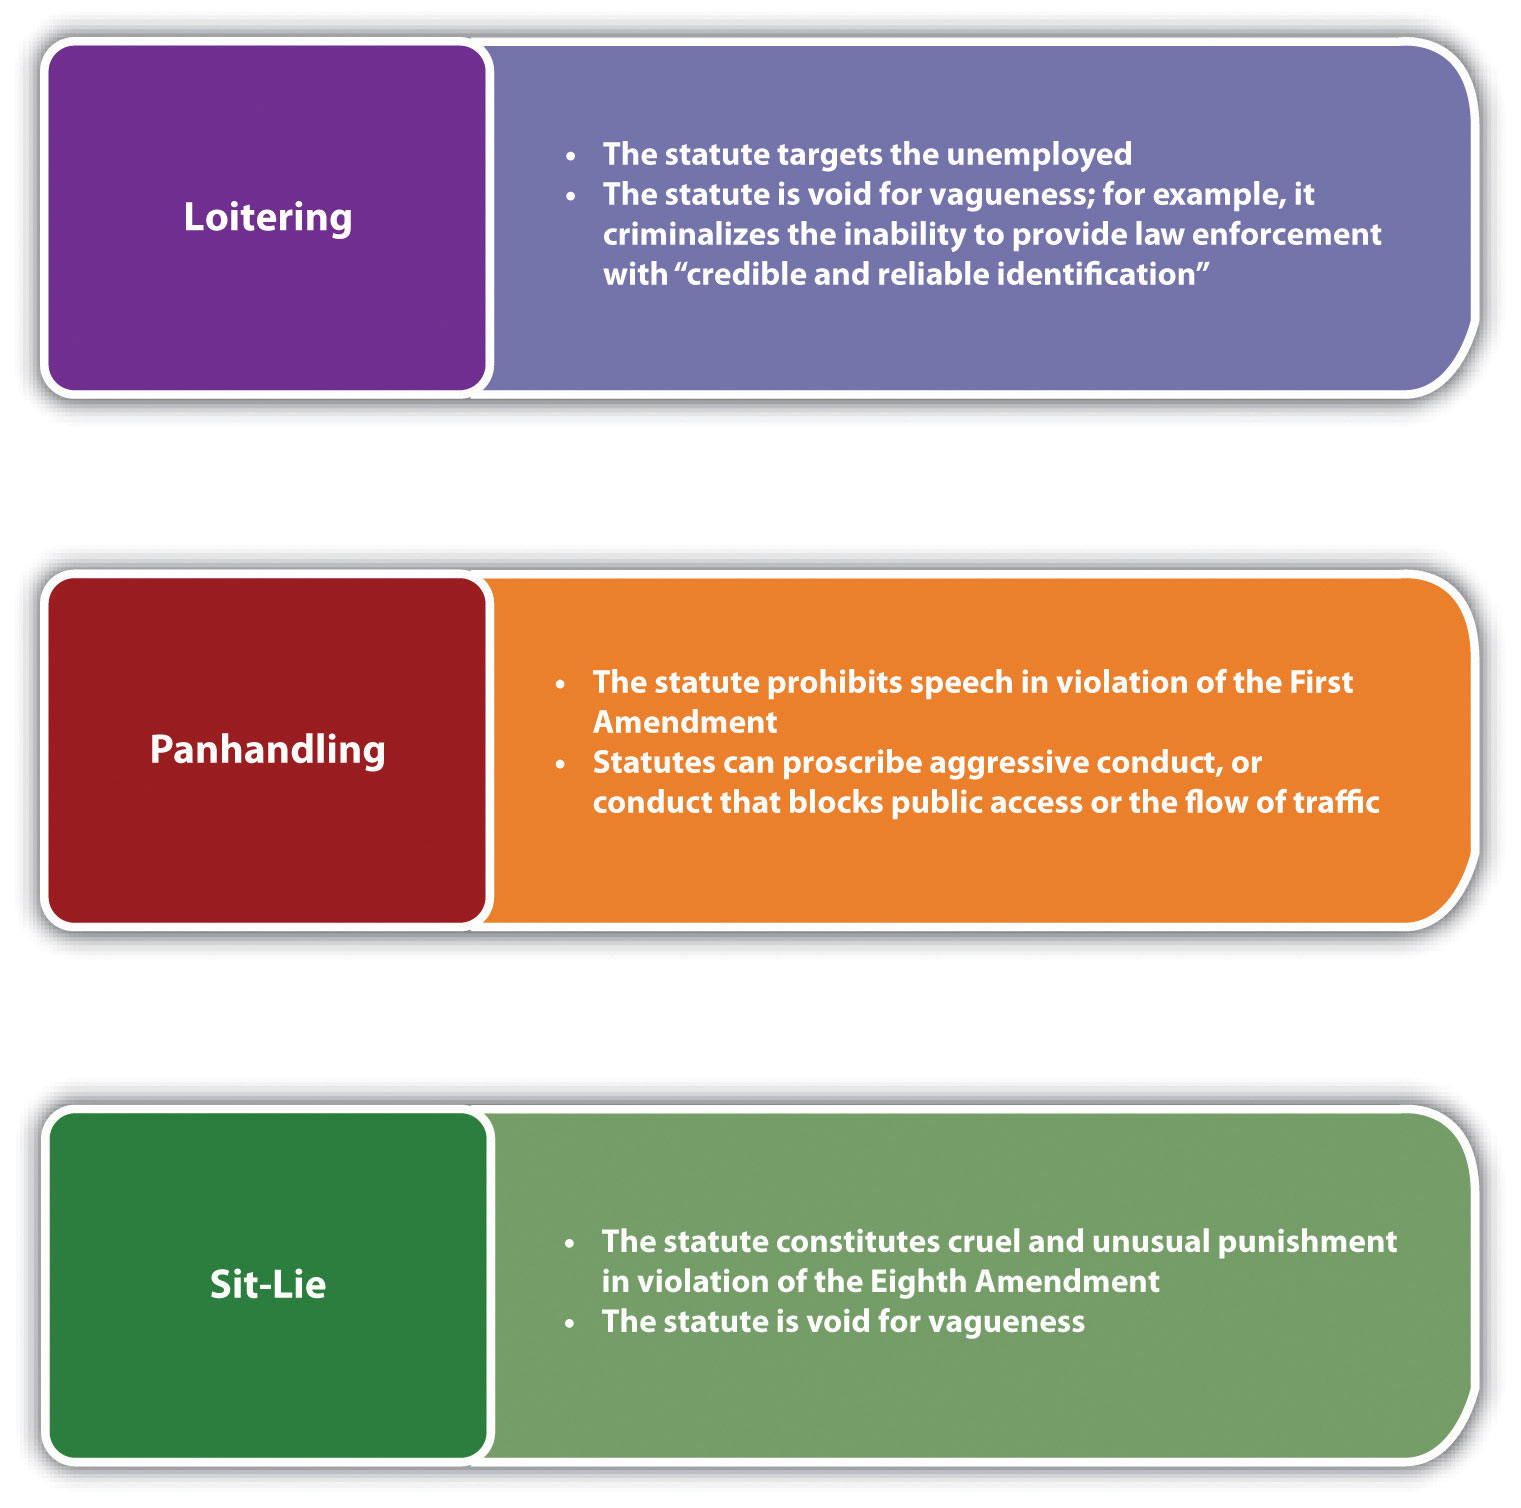 Loitering
• The statute targets the unemployed
• The statute is void for vagueness; for example, it
criminalizes the inability to provide law enforcement
with “credible and reliable identification”
Panhandling
• The statute prohibits speech in violation of the First
Amendment
• Statutes can proscribe aggressive conduct, or
conduct that blocks public access or the flow of traffic
Sit-Lie
• The statute constitutes cruel and unusual punishment
in violation of the Eighth Amendment
• The statute is void for vagueness